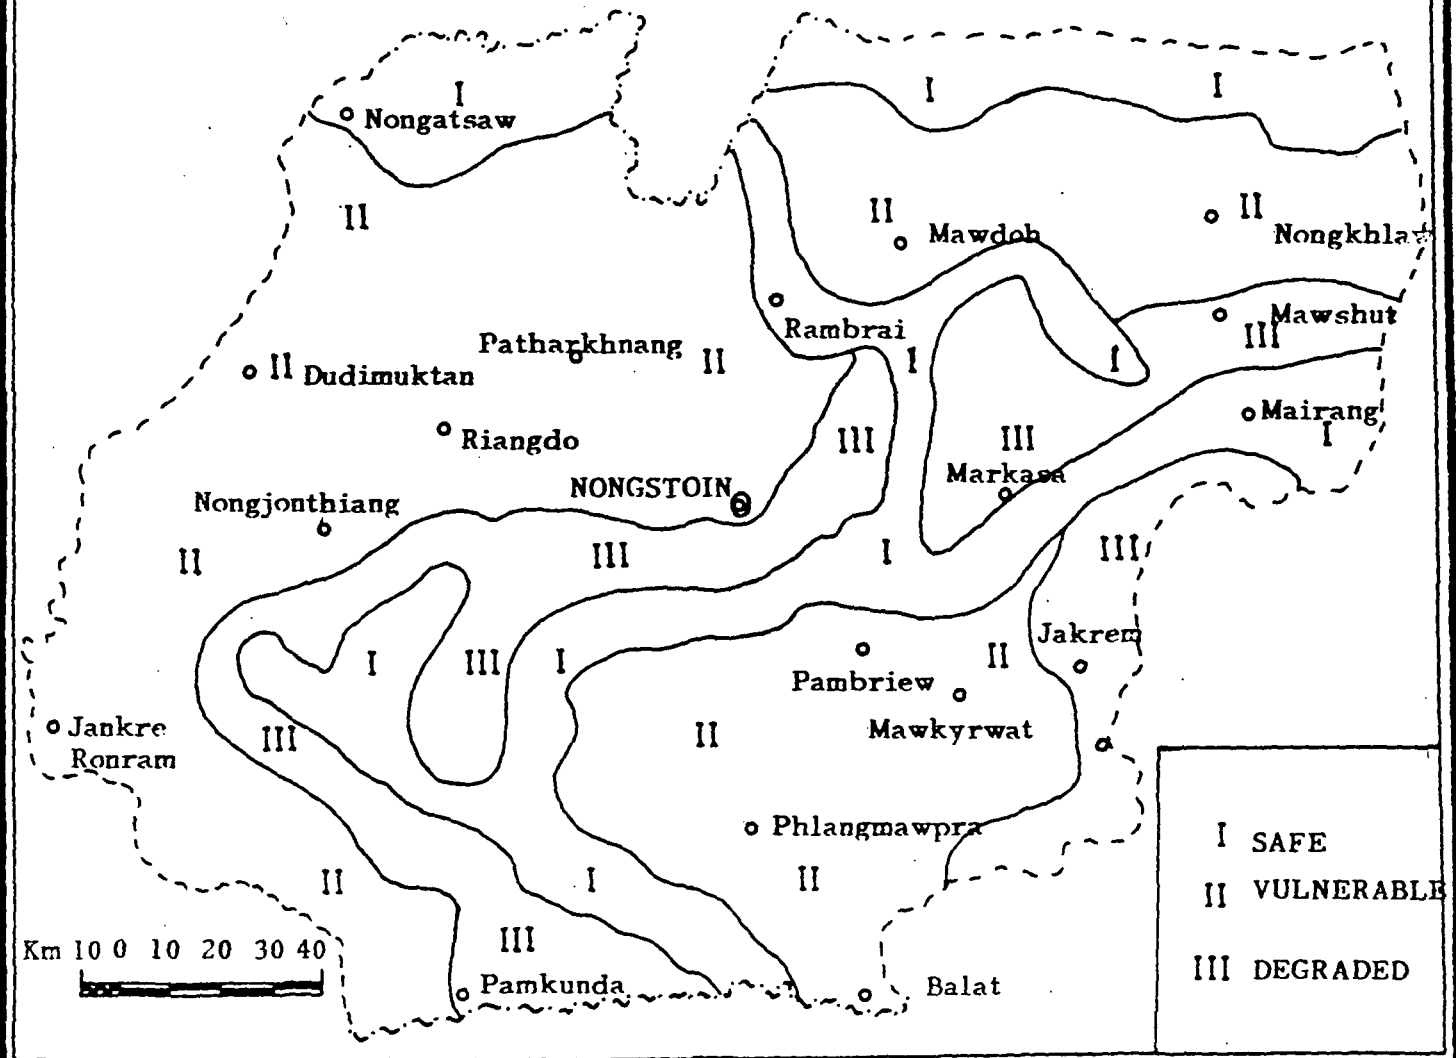 I
I
I
Nongatsaw
II
II
II
Mawdoh
Nongkhlaw
Rambrai
Mawshut
III
Patharkhnang
II
I
I
II
Dudimuktan
Mairang
I
Riangdo
III
III
Markasa
NONGSTOIN
Nongjonthiang
II
III
I
III
Jakrem
I
III
I
II
Pambriew
Mawkyrwat
Jankre
Ronram
III
II
Phlangmawpra
II
I
II
III
Pamkunda
Balat
Km 10 0 10 20 30 40
I SAFE
II VULNERABLE
III DEGRADED